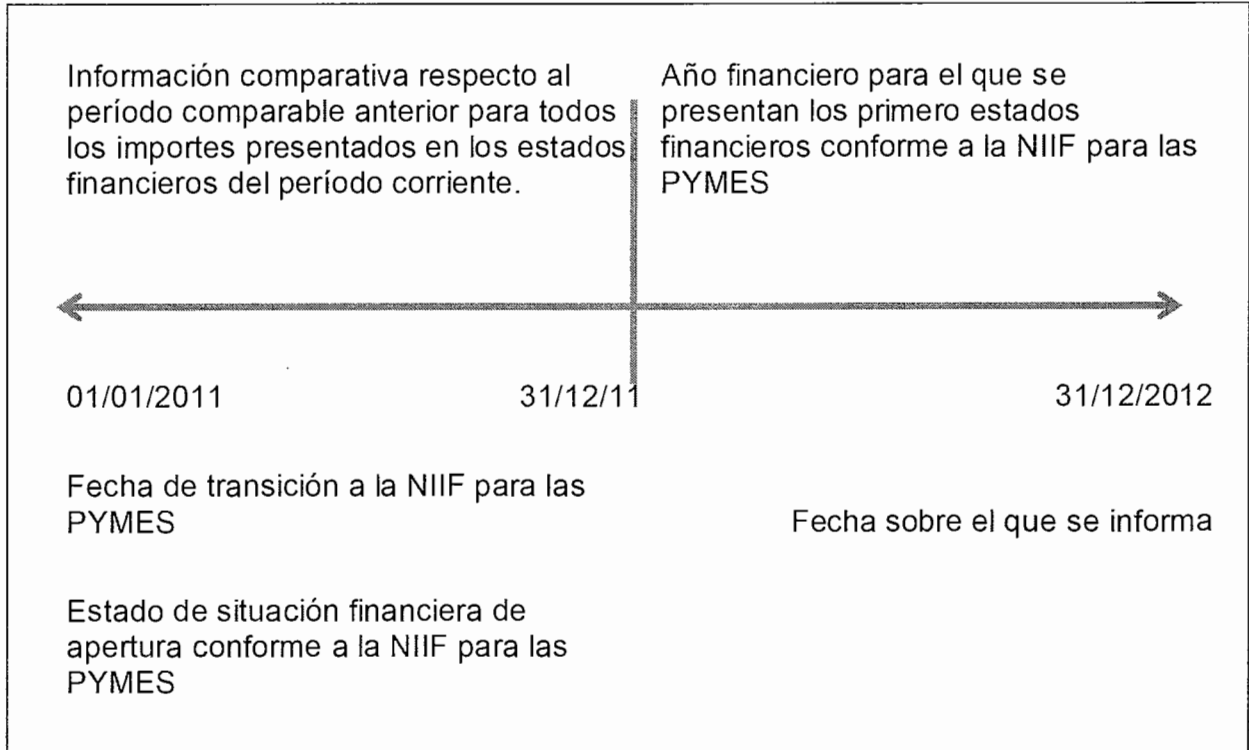 Información comparativa respecto al
período comparable anterior para todos
los importes presentados en los estados
financieros del período corriente.
Año financiero para el que se
presentan los primero estados
financieros conforme a la NIIF para las
PYMES
01/01/2011
31/12/11
31/12/2012
Fecha de transición a la NIIF para las
PYMES
Fecha sobre el que se informa
Estado de situación financiera de
apertura conforme a la NIIF para las
PYMES